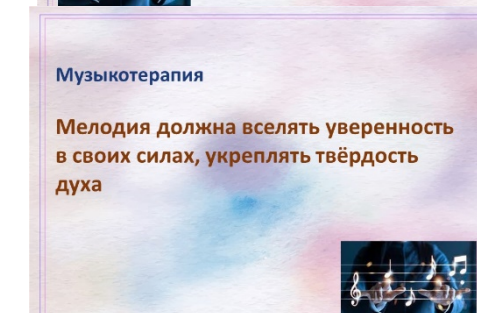 Музыкотерапия
Мелодия должна вселять уверенность
в своих силах, укреплять твёрдость
духа